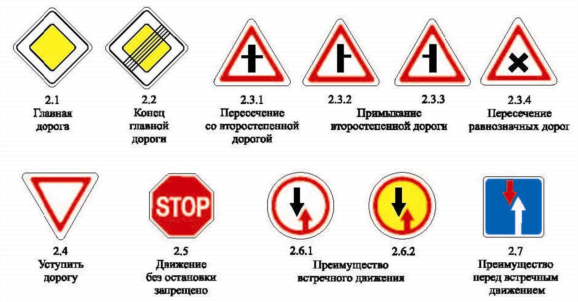 2.1
Главная
дорога
2.2
Конец
главной
дороги
2.3.1
Пересечение
со второстепенной
дорогой
2.3.2 2.3.3
Примыкание
второстепенной дороги
2.3.4
Пересечение
равнозначных дорог
2.4
Уступить
дорогу
STOP
2.5
Движение
без остановки
запрещено
2.6.1 2.6.2
Преимущество
встречного движения
2.7
Преимущество
перед встречным
движением